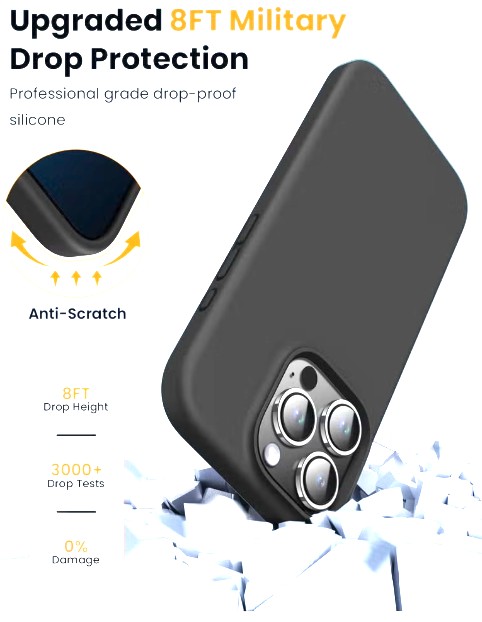 Upgraded 8FT Military
Drop Protection
Professional grade drop-proof
silicone
Anti-Scratch
8FT
Drop Height
3000+
Drop Tests
0%
Damage